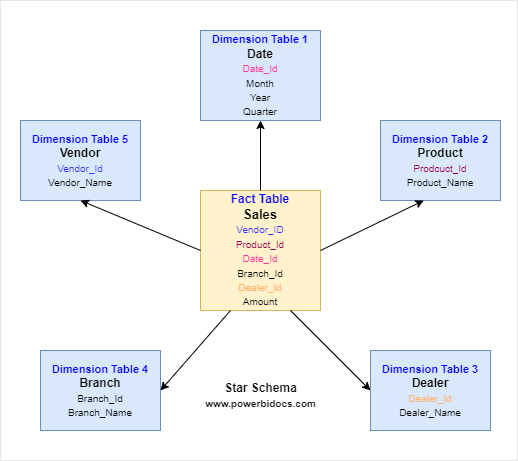 Dimension Table 1
Date
Date_Id
Month
Year
Quarter
Dimension Table 5
Vendor
Vendor_Id
Vendor_Name
Dimension Table 2
Product
Prodcuct_Id
Product_Name
Fact Table
Sales
Vendor_ID
Product_Id
Date_Id
Branch_Id
Dealer_Id
Amount
Dimension Table 4
Branch
Branch_Id
Branch_Name
Star Schema
www.powerbidocs.com
Dimension Table 3
Dealer
Dealer_Id
Dealer_Name